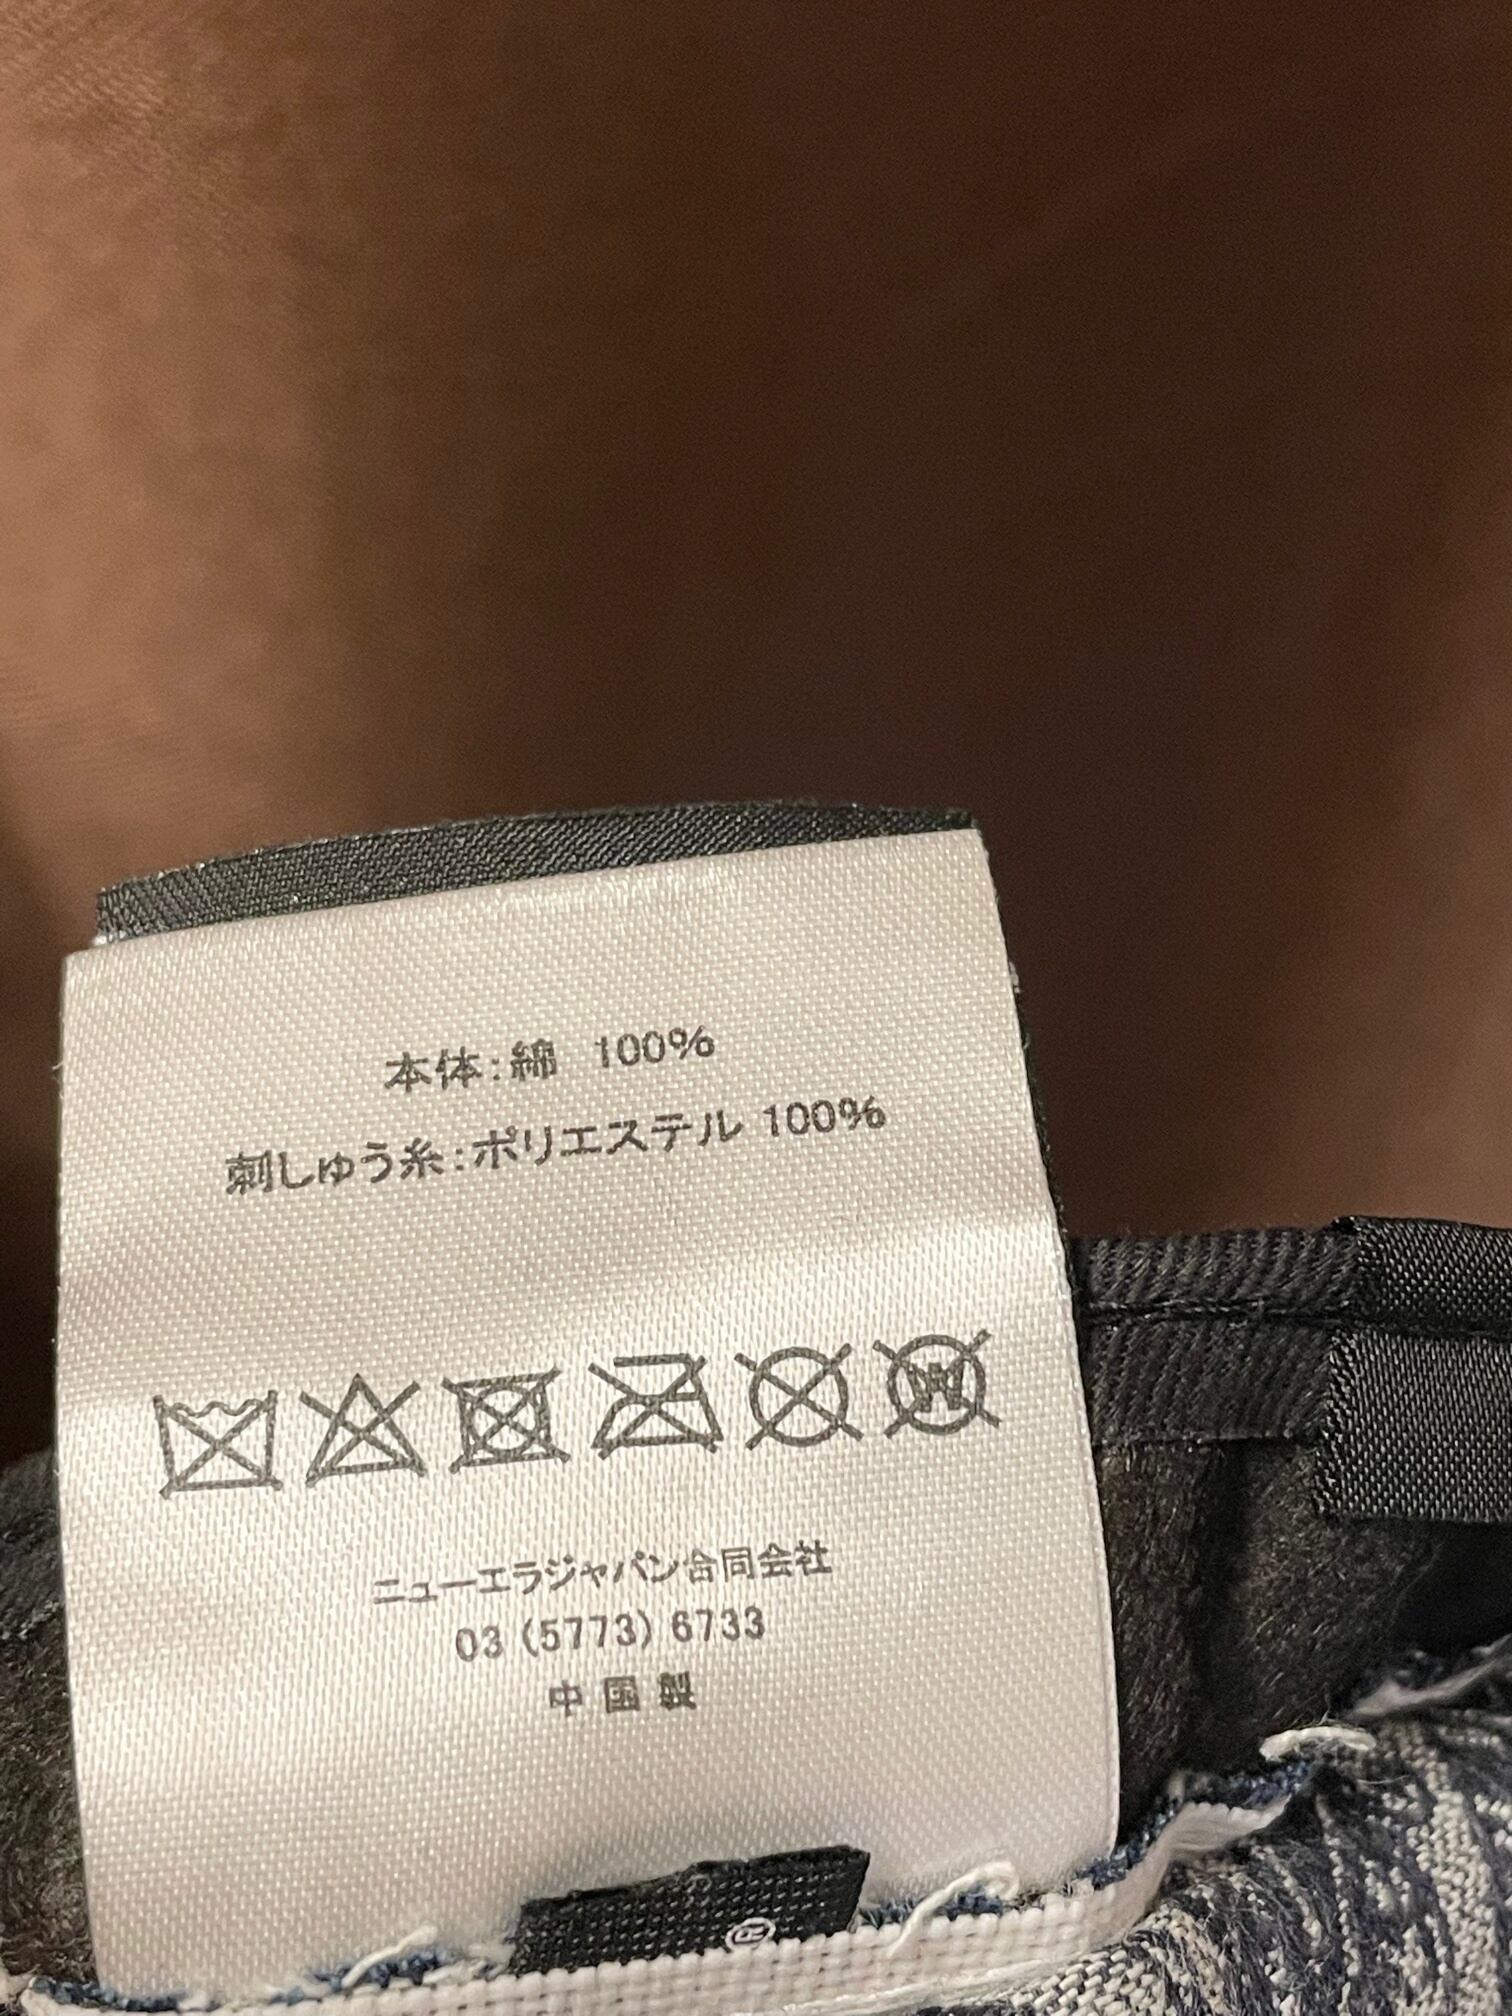 本体:綿 100%
刺しゅう糸:ポリエステル 100%
W
ニューエラジャパン合同会社
03 (5773) 6733
中国製
®